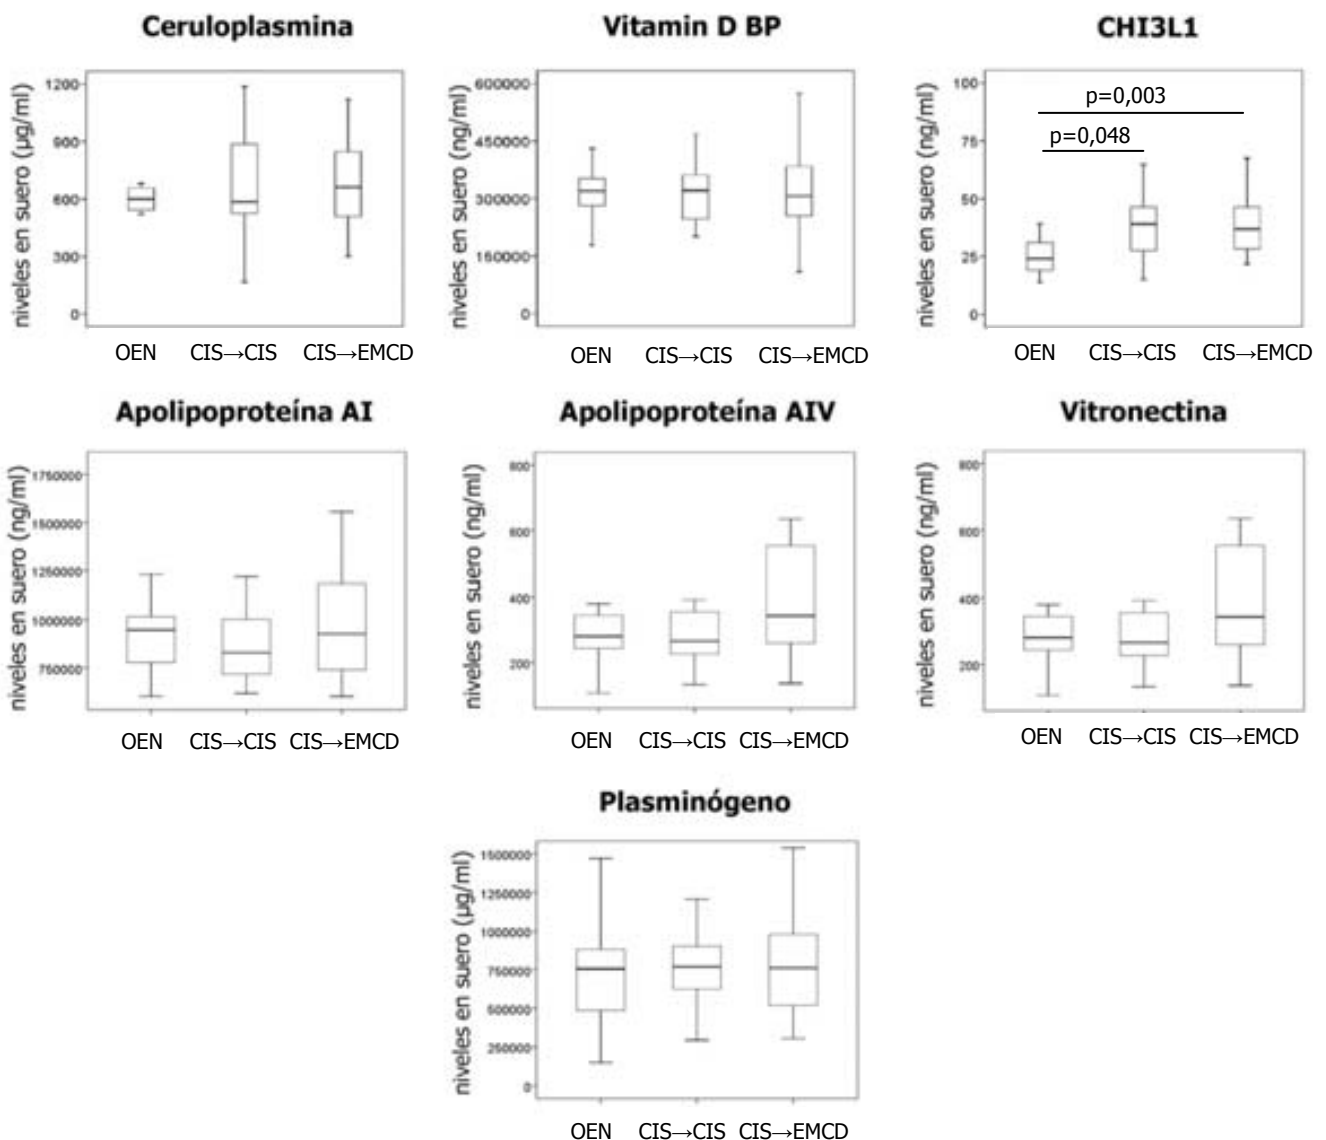 Ceruloplasmina
niveles en suero (µg/ml)
1200
900
600
300
0
OEN CIS→CIS CIS→EMCD
Vitamin D BP
niveles en suero (ng/ml)
600000
450000
300000
150000
0
OEN CIS→CIS CIS→EMCD
CHI3L1
niveles en suero (ng/ml)
100
75
50
25
0
p=0,003
p=0,048
OEN CIS→CIS CIS→EMCD
Apolipoproteína AI
niveles en suero (ng/ml)
1750000
1500000
1250000
1000000
750000
OEN CIS→CIS CIS→EMCD
Apolipoproteína AIV
niveles en suero (ng/ml)
800
600
400
200
OEN CIS→CIS CIS→EMCD
Vitronectina
niveles en suero (ng/ml)
800
600
400
200
OEN CIS→CIS CIS→EMCD
Plasminógeno
niveles en suero (µg/ml)
1500000
1250000
1000000
750000
500000
250000
0
OEN CIS→CIS CIS→EMCD